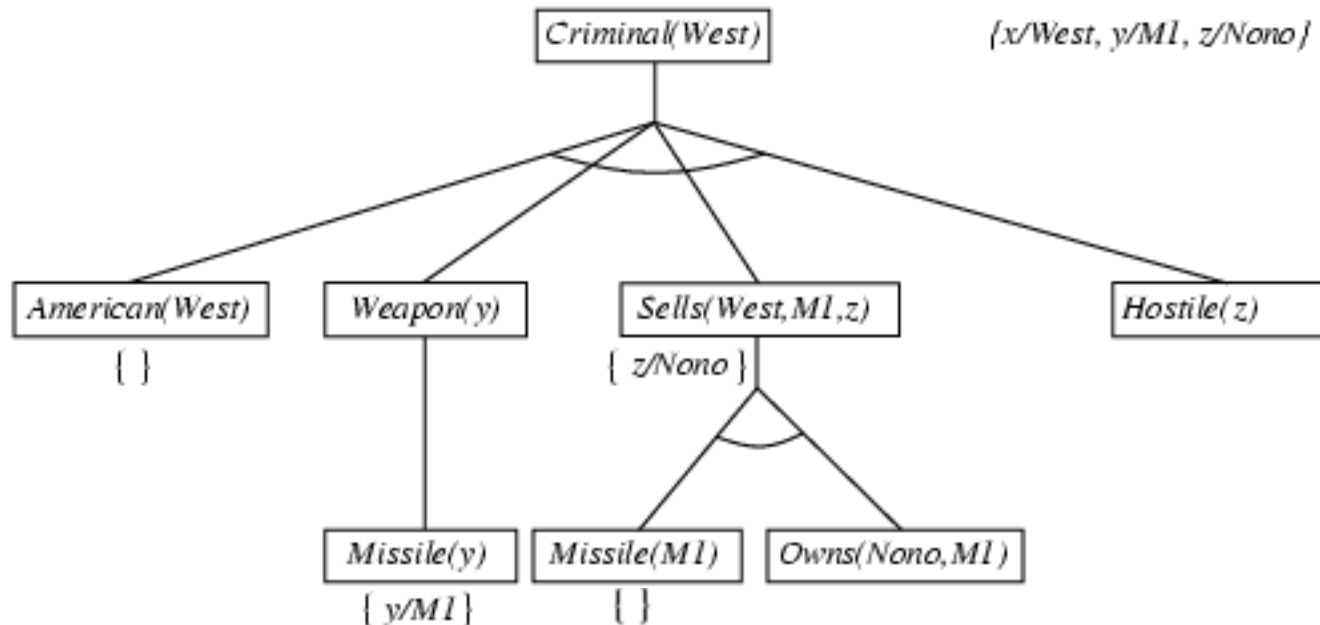 Criminal(West)
{x/West, y/M1, z/Nono}
American(West)
Weapon(y)
Sells(West,M1,z)
Hostile(z)
{ }
{ z/Nono }
Missile(y)
Missile(M1)
Owns(Nono,M1)
{ y/M1 }
{ }